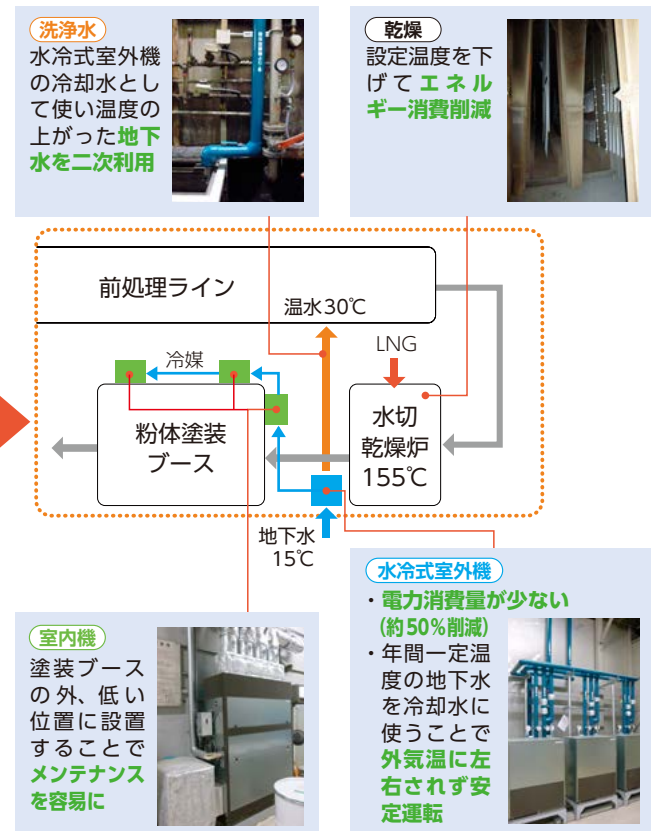 洗浄水
水冷式室外機
の冷却水とし
て使い温度の
上がった地下
水を二次利用
乾燥
設定温度を下
げてエネル
ギー消費削減
前処理ライン
温水30℃
LNG
冷媒
粉体塗装
ブース
水切
乾燥炉
155℃
地下水
15℃
室内機
塗装ブース
の外、低い
位置に設置
することで
メンテナンス
を容易に
水冷式室外機
・電力消費量が少ない
(約50%削減)
・年間一定温
度の地下水
を冷却水に
使うことで
外気温に左
右されず安
定運転